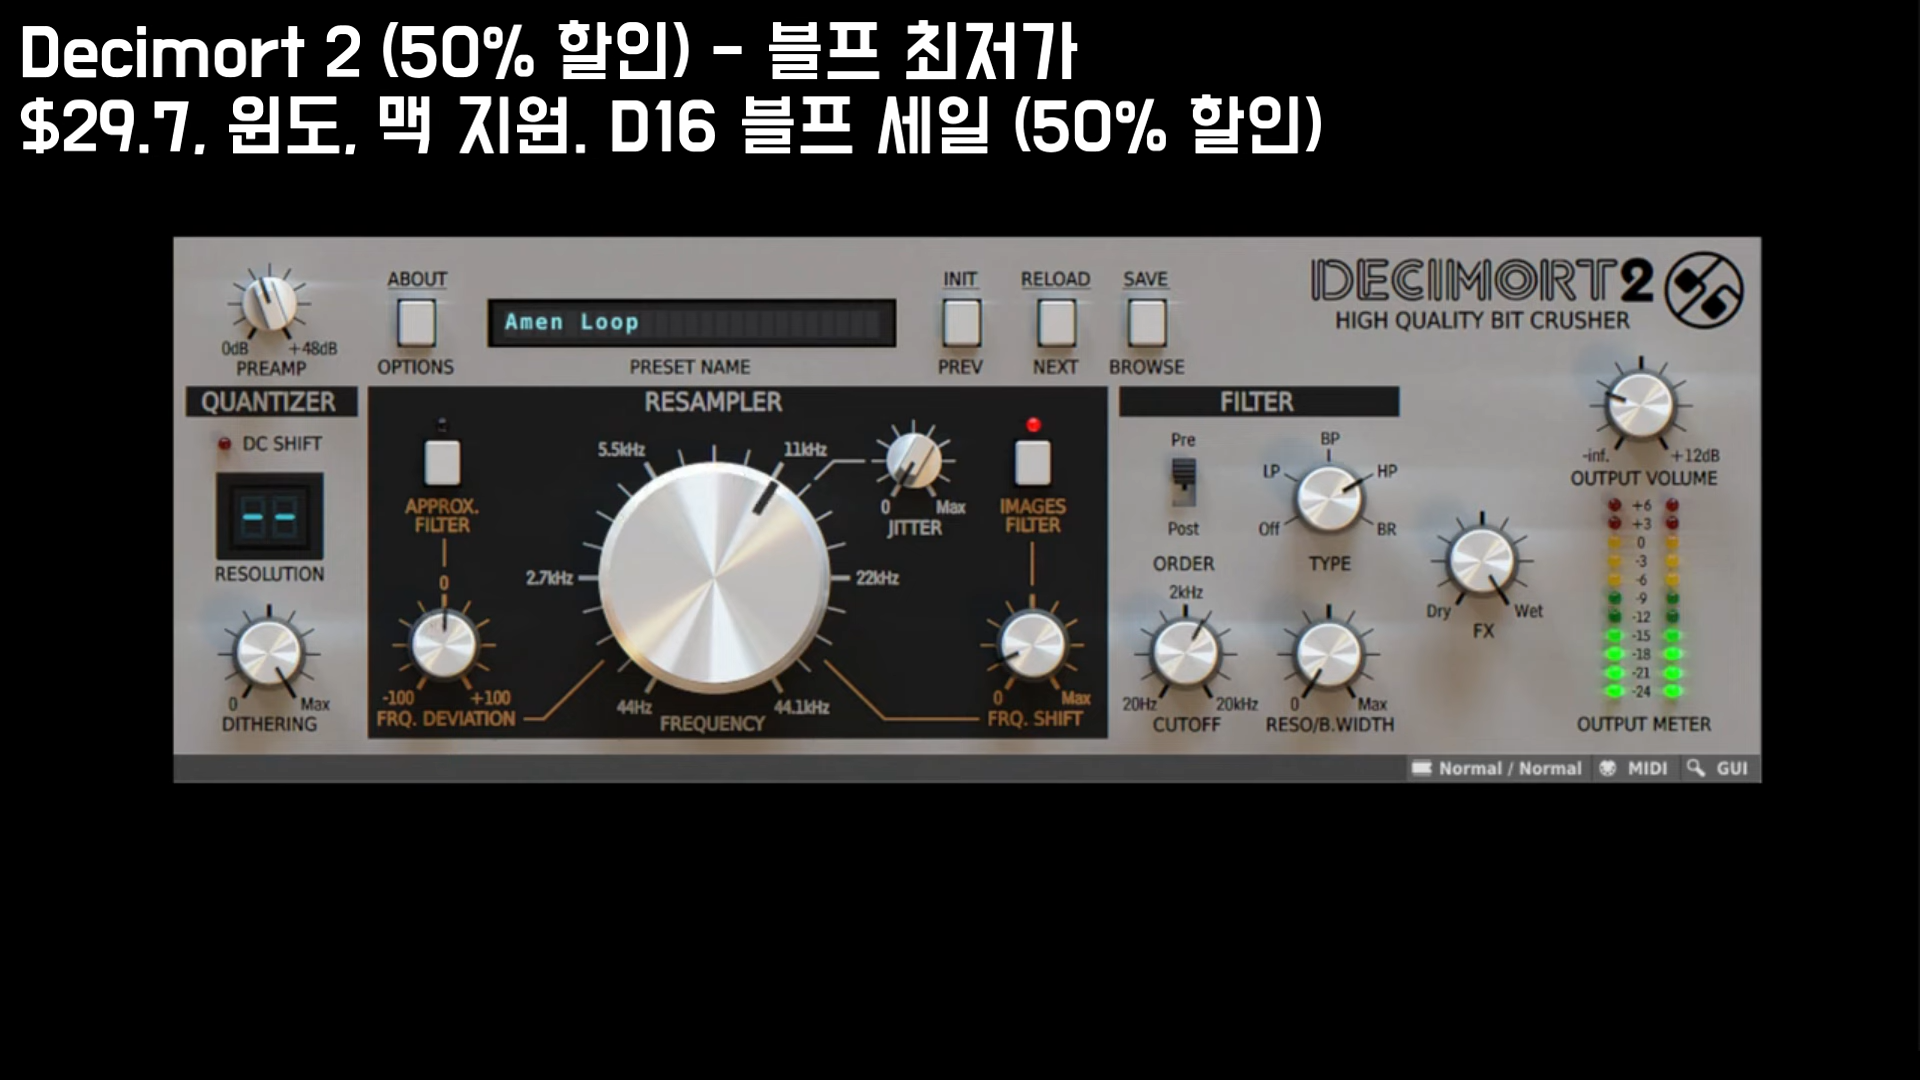 Decimort 2 (50% 할인) - 블프 최저가
$29.7, 윈도, 맥 지원. D16 블프 세일 (50% 할인)
DECIMORT 2
HIGH QUALITY BIT CRUSHER
ABOUT
INIT RELOAD SAVE
Amen Loop
0dB +48dB
PREAMP
OPTIONS
PRESET NAME
PREV NEXT BROWSE
QUANTIZER
DC SHIFT
RESOLUTION
0 Max
DITHERING
RESAMPLER
5.5kHz 11kHz
APPROX.
FILTER
0 Max
JITTER
IMAGES
FILTER
2.7kHz 22kHz
0
-100 +100
FRQ. DEVIATION
44Hz 44.1kHz
FREQUENCY
0 Max
FRQ. SHIFT
FILTER
Pre
Post
ORDER
BP
LP HP
Off BR
TYPE
2kHz
20Hz 20kHz
CUTOFF
0 Max
RESO/B.WIDTH
Dry Wet
FX
-inf. +12dB
OUTPUT VOLUME
+6
+3
0
-3
-6
-9
-12
-15
-18
-21
-24
OUTPUT METER
Normal / Normal MIDI GUI